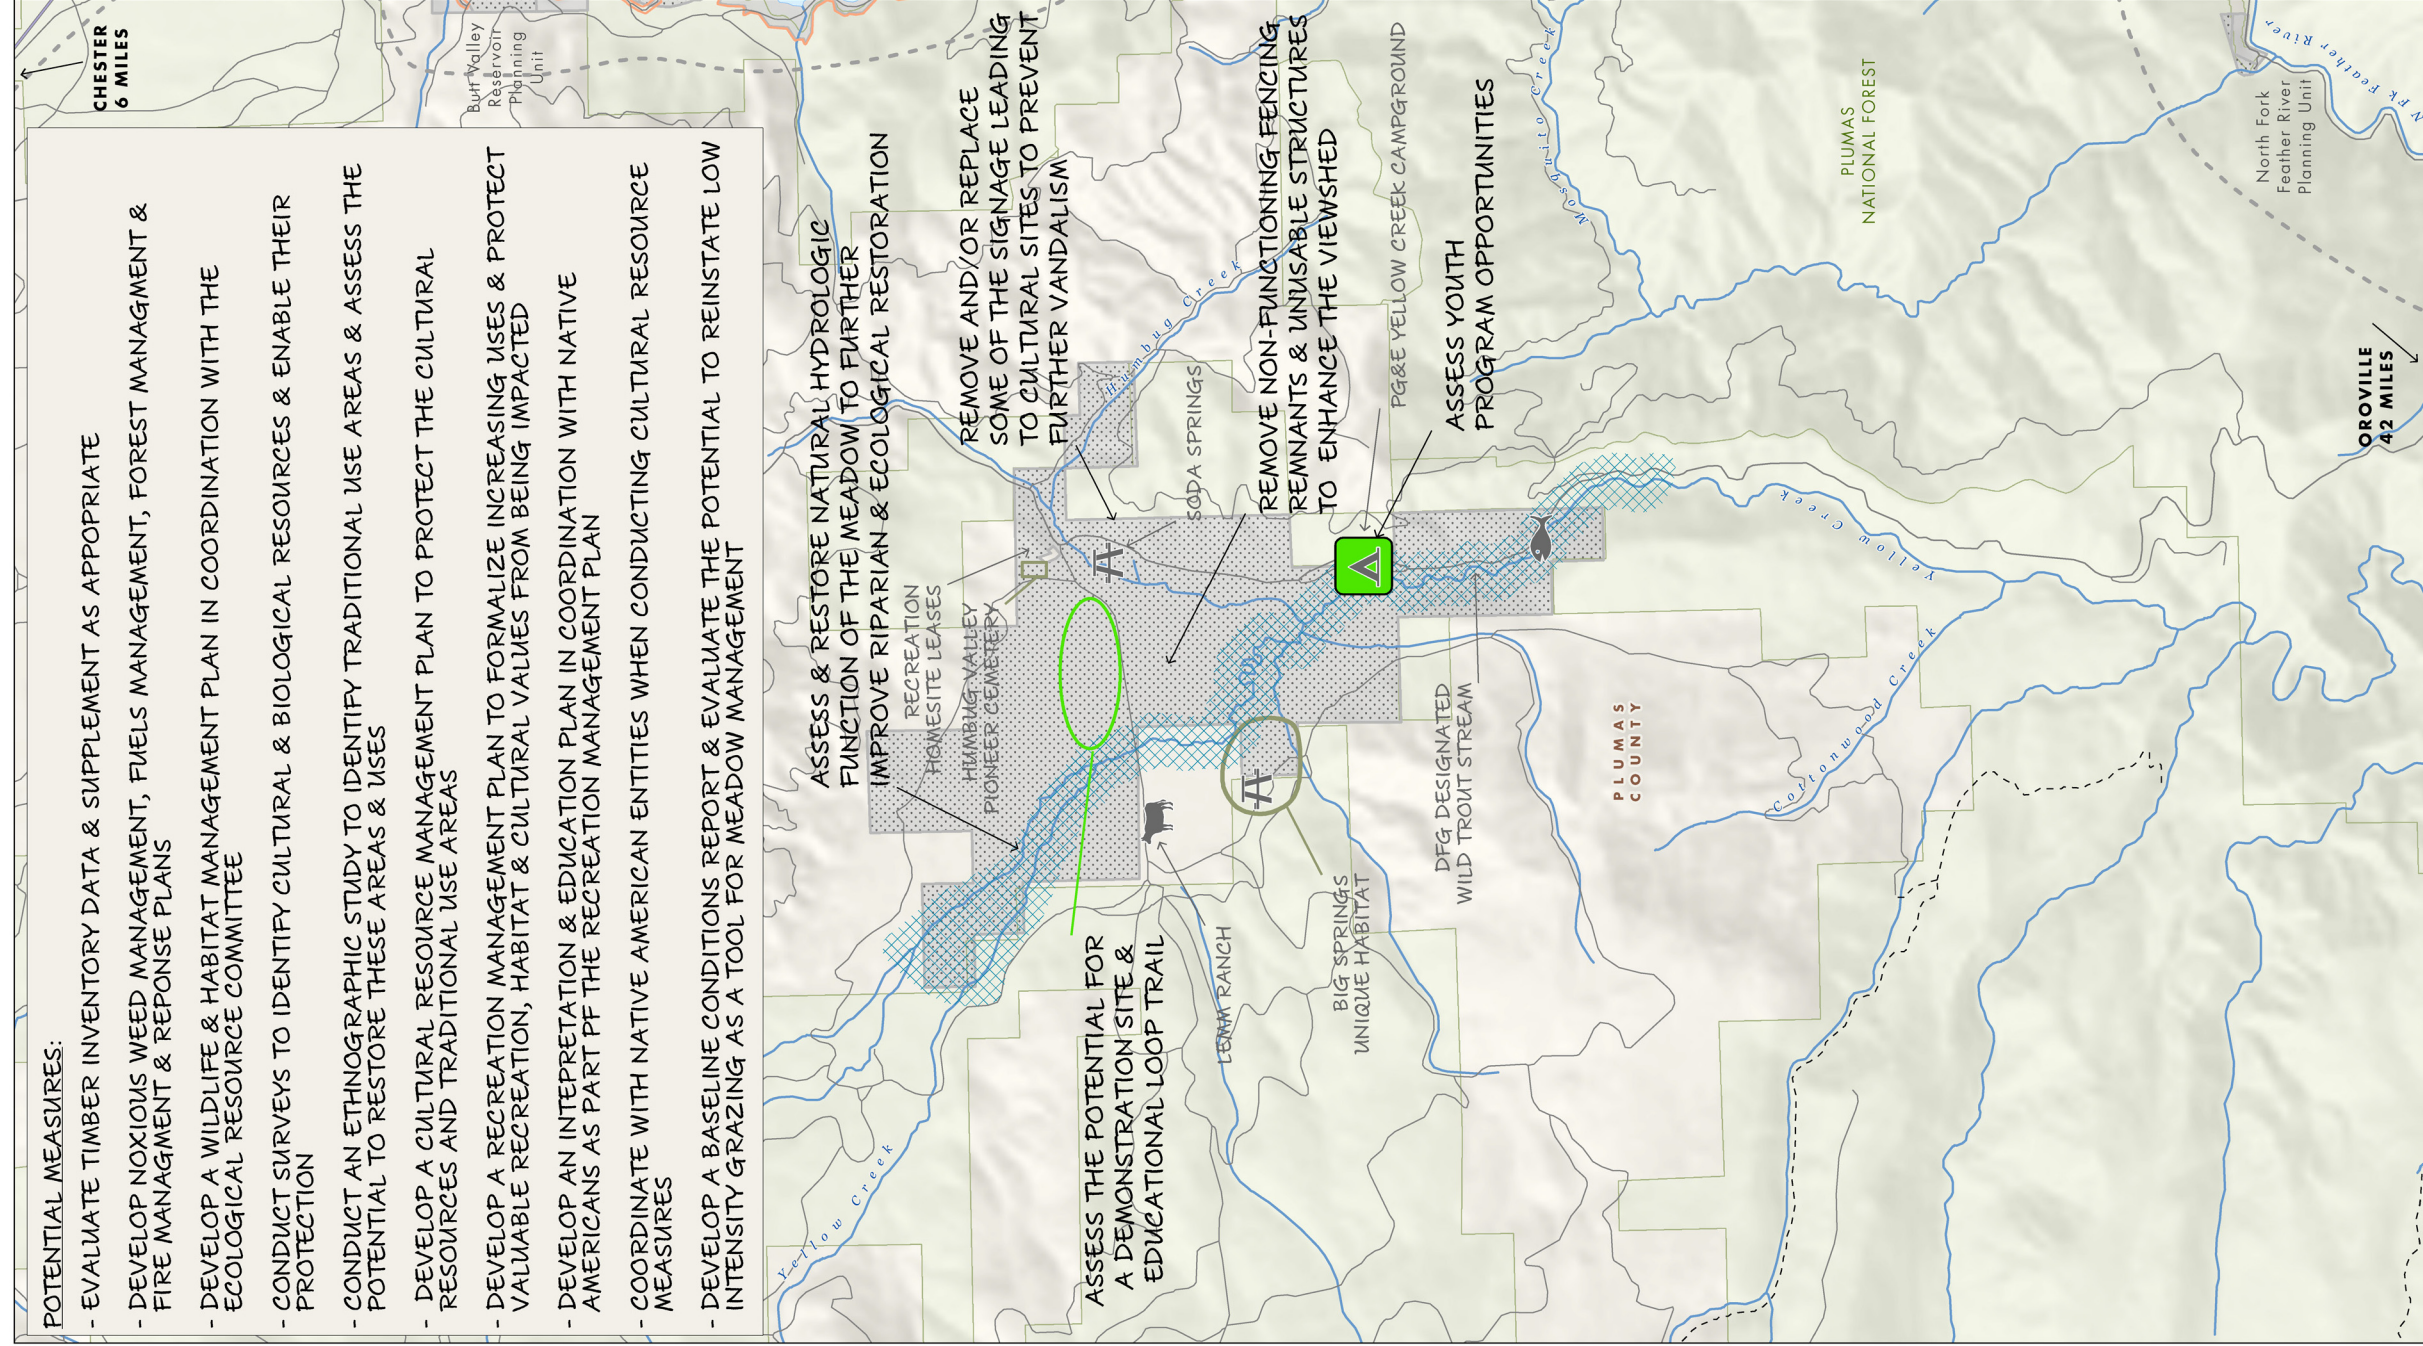 POTENTIAL MEASURES:
- EVALUATE TIMBER INVENTORY DATA & SUPPLEMENT AS APPOPRIATE
- DEVELOP NOXIOUS WEED MANAGEMENT, FUELS MANAGEMENT, FOREST MANAGMENT &
FIRE MANAGMENT & REPONSE PLANS
- DEVELOP A WILDLIFE & HABITAT MANAGEMENT PLAN IN COORDINATION WITH THE
ECOLOGICAL RESOURCE COMMITTEE
- CONDUCT SURVEYS TO IDENTIFY CULTURAL & BIOLOGICAL RESOURCES & ENABLE THEIR
PROTECTION
- CONDUCT AN ETHNOGRAPHIC STUDY TO IDENTIFY TRADITIONAL USE AREAS & ASSESS THE
POTENTIAL TO RESTORE THESE AREAS & USES
- DEVELOP A CULTURAL RESOURCE MANAGEMENT PLAN TO PROTECT THE CULTURAL
RESOURCES AND TRADITIONAL USE AREAS
- DEVELOP A RECREATION MANAGEMENT PLAN TO FORMALIZE INCREASING USES & PROTECT
VALUABLE RECREATION, HABITAT & CULTURAL VALUES FROM BEING IMPACTED
- DEVELOP AN INTEPRETATION & EDUCATION PLAN IN COORDINATION WITH NATIVE
AMERICANS AS PART PF THE RECREATION MANAGEMENT PLAN
- COORDINATE WITH NATIVE AMERICAN ENTITIES WHEN CONDUCTING CULTURAL RESOURCE
MEASURES
- DEVELOP A BASELINE CONDITIONS REPORT & EVALUATE THE POTENTIAL TO REINSTATE LOW
INTENSITY GRAZING AS A TOOL FOR MEADOW MANAGEMENT
CHESTER
6 MILES
Butt Valley
Reservoir
Planning
Unit
ASSESS & RESTORE NATURAL HYDROLOGIC
FUNCTION OF THE MEADOW TO FURTHER
IMPROVE RIPARIAN & ECOLOGICAL RESTORATION
RECREATION
HOMESITE LEASES
HUMBUG VALLEY
PIONEER CEMETERY
REMOVE AND/OR REPLACE
SOME OF THE SIGNAGE LEADING
TO CULTURAL SITES TO PREVENT
FURTHER VANDALISM
Humbug Creek
SODA SPRINGS
REMOVE NON-FUNCTIONING FENCING
REMNANTS & UNUSABLE STRUCTURES
TO ENHANCE THE VIEWSHED
PG&E YELLOW CREEK CAMPGROUND
ASSESS YOUTH
PROGRAM OPPORTUNITIES
Mosquito Creek
Yellow Creek
ASSESS THE POTENTIAL FOR
A DEMONSTRATION SITE &
EDUCATIONAL LOOP TRAIL
LEMM RANCH
BIG SPRINGS
UNIQUE HABITAT
DFG DESIGNATED
WILD TROUT STREAM
PLUMAS
COUNTY
Cottonwood Creek
Yellow Creek
PLUMAS
NATIONAL FOREST
North Fork
Feather River
Planning Unit
N Fk Feather River
OROVILLE
42 MILES